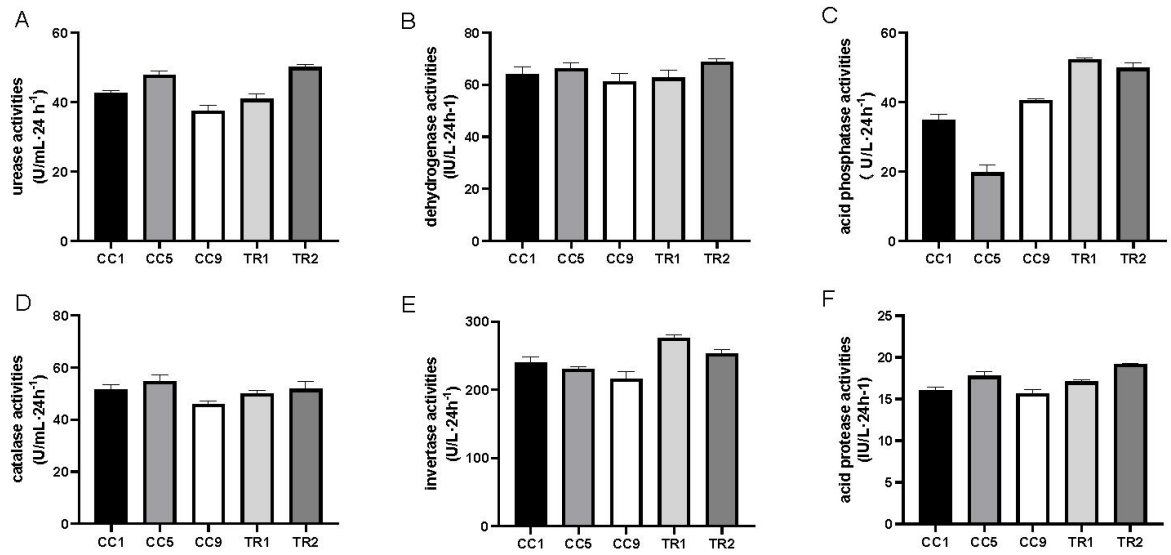 A
urease activities
(U/mL·24 h⁻¹)
60
40
20
0
CC1 CC5 CC9 TR1 TR2
B
dehydrogenase activities
(IU/L·24h-1)
80
60
40
20
0
CC1 CC5 CC9 TR1 TR2
C
acid phosphatase activities
( U/L·24h⁻¹)
60
40
20
0
CC1 CC5 CC9 TR1 TR2
D
catalase activities
(U/mL·24h⁻¹)
80
60
40
20
0
CC1 CC5 CC9 TR1 TR2
E
invertase activities
(U/L·24h⁻¹)
300
200
100
0
CC1 CC5 CC9 TR1 TR2
F
acid protease activities
(IU/L·24h-1)
25
20
15
10
5
0
CC1 CC5 CC9 TR1 TR2